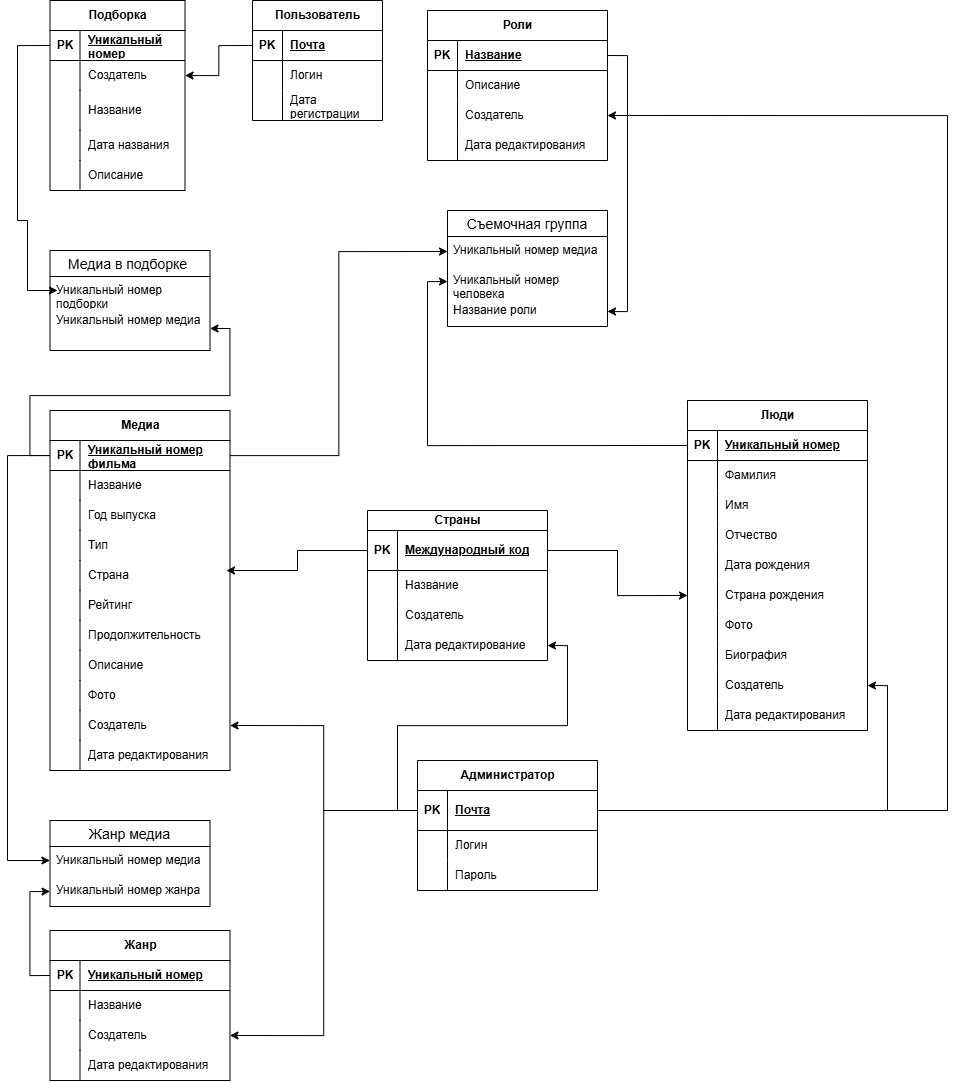 Подборка
PK Уникальный
номер
Создатель
Название
Дата названия
Описание
Пользователь
PK Почта
Логин
Дата
регистрации
Роли
PK Название
Описание
Создатель
Дата редактирования
Съемочная группа
Уникальный номер медиа
Уникальный номер
человека
Название роли
Медиа в подборке
Уникальный номер
подборки
Уникальный номер медиа
Медиа
PK Уникальный номер
фильма
Название
Год выпуска
Тип
Страна
Рейтинг
Продолжительность
Описание
Фото
Создатель
Дата редактирования
Страны
PK Международный код
Название
Создатель
Дата редактирование
Люди
PK Уникальный номер
Фамилия
Имя
Отчество
Дата рождения
Страна рождения
Фото
Биография
Создатель
Дата редактирования
Администратор
PK Почта
Логин
Пароль
Жанр медиа
Уникальный номер медиа
Уникальный номер жанра
Жанр
PK Уникальный номер
Название
Создатель
Дата редактирования